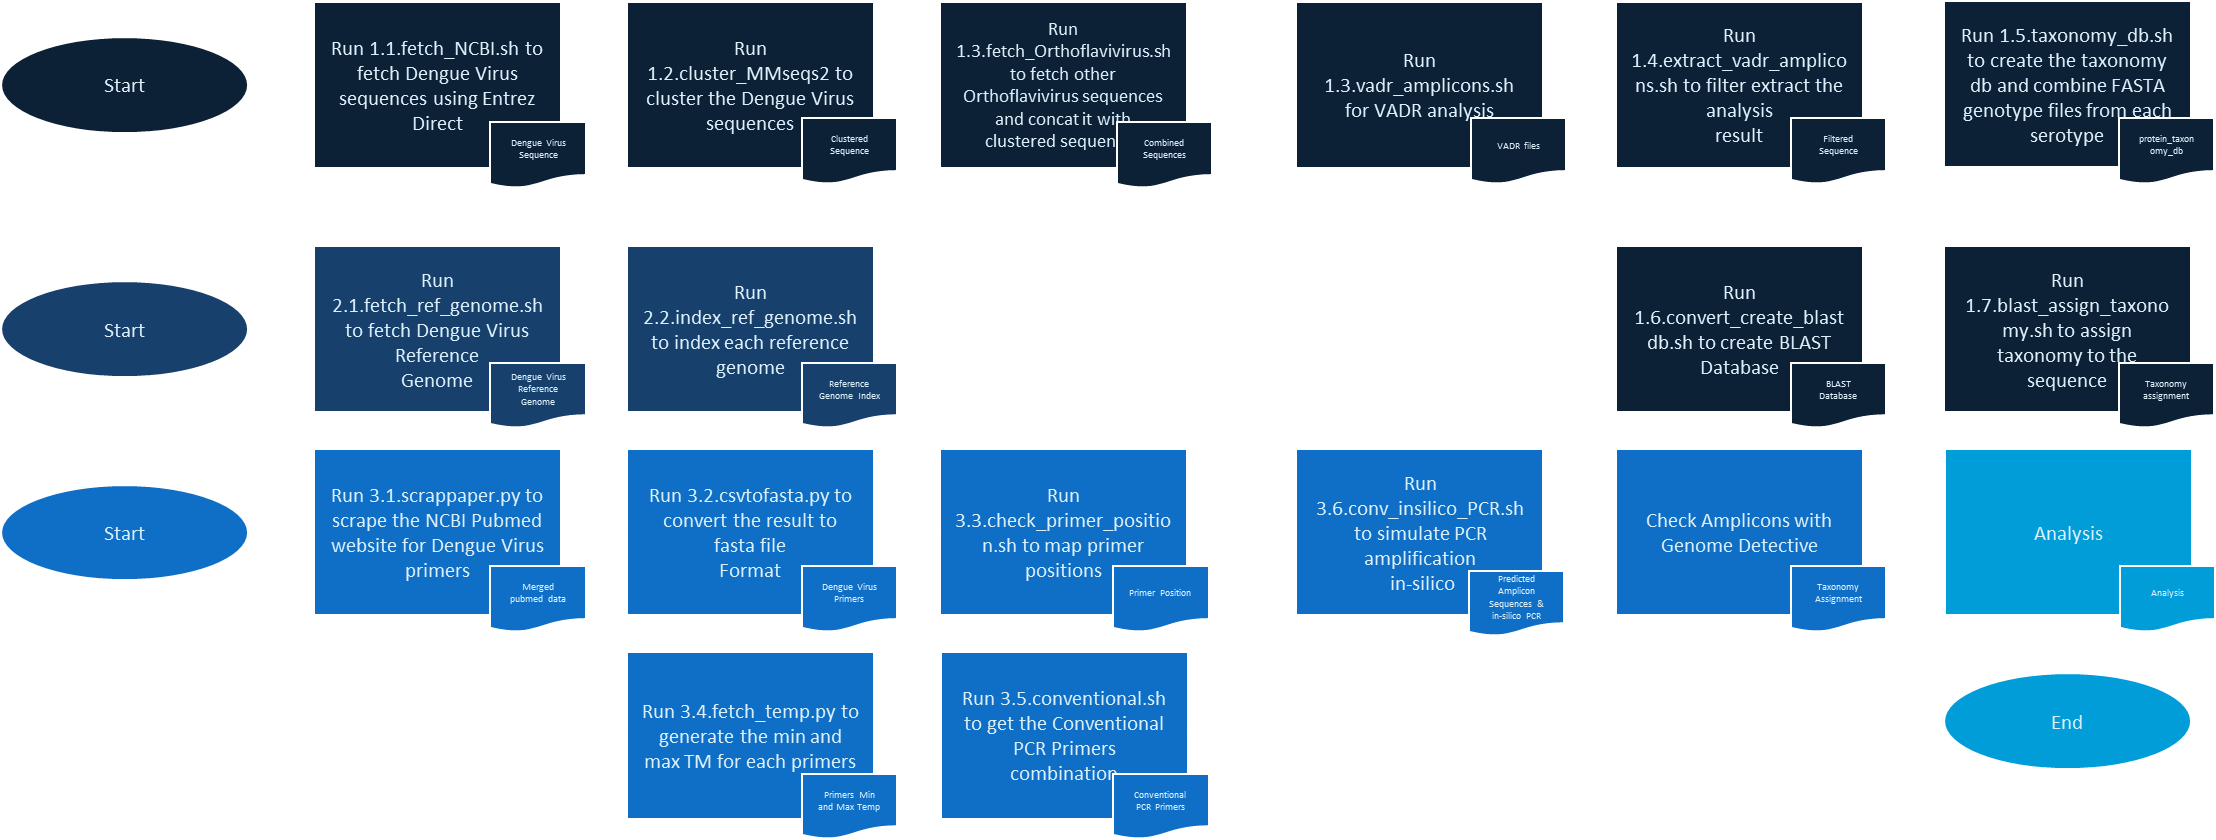 Start
Run 1.1.fetch_NCBI.sh to
fetch Dengue Virus
sequences using Entrez
Direct
Dengue Virus
Sequence
Run
1.2.cluster_MMseqs2 to
cluster the Dengue Virus
sequences
Clustered
Sequence
Run
1.3.fetch_Orthoflavivirus.sh
to fetch other
Orthoflavivirus sequences
and concat it with
clustered sequen
Combined
Sequences
Run
1.3.vadr_amplicons.sh
for VADR analysis
VADR files
Run
1.4.extract_vadr_amplico
ns.sh to filter extract the
analysis
result
Filtered
Sequence
Run 1.5.taxonomy_db.sh
to create the taxonomy
db and combine FASTA
genotype files from each
serotype
protein_taxon
omy_db
Start
Run
2.1.fetch_ref_genome.sh
to fetch Dengue Virus
Reference
Genome
Dengue Virus
Reference
Genome
Run
2.2.index_ref_genome.sh
to index each reference
genome
Reference
Genome Index
Run
1.6.convert_create_blast
db.sh to create BLAST
Database
BLAST
Database
Run
1.7.blast_assign_taxono
my.sh to assign
taxonomy to the
sequence
Taxonomy
assignment
Start
Run 3.1.scrappaper.py to
scrape the NCBI Pubmed
website for Dengue Virus
primers
Merged
pubmed data
Run 3.2.csvtofasta.py to
convert the result to
fasta file
Format
Dengue Virus
Primers
Run
3.3.check_primer_positio
n.sh to map primer
positions
Primer Position
Run
3.6.conv_insilico_PCR.sh
to simulate PCR
amplification
in-silico
Predicted
Amplicon
Sequences &
in-silico PCR
Check Amplicons with
Genome Detective
Taxonomy
Assignment
Analysis
Analysis
Run 3.4.fetch_temp.py to
generate the min and
max TM for each primers
Primers Min
and Max Temp
Run 3.5.conventional.sh
to get the Conventional
PCR Primers
combination
Conventional
PCR Primers
End